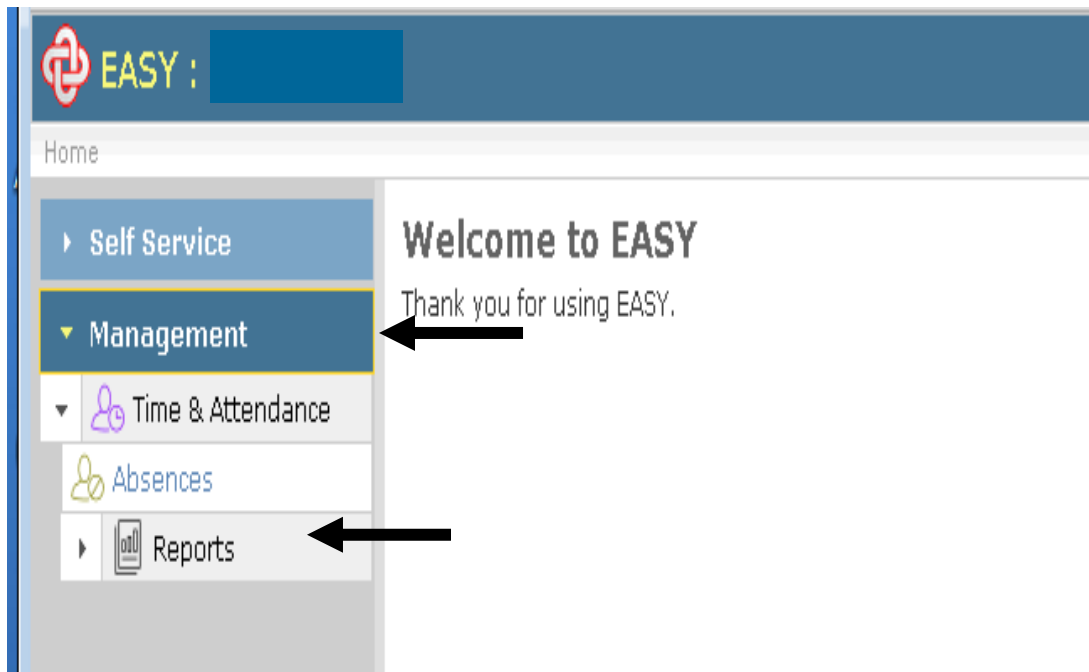 EASY :
Home
Self Service
Management
Time & Attendance
Absences
Reports
Welcome to EASY
Thank you for using EASY.